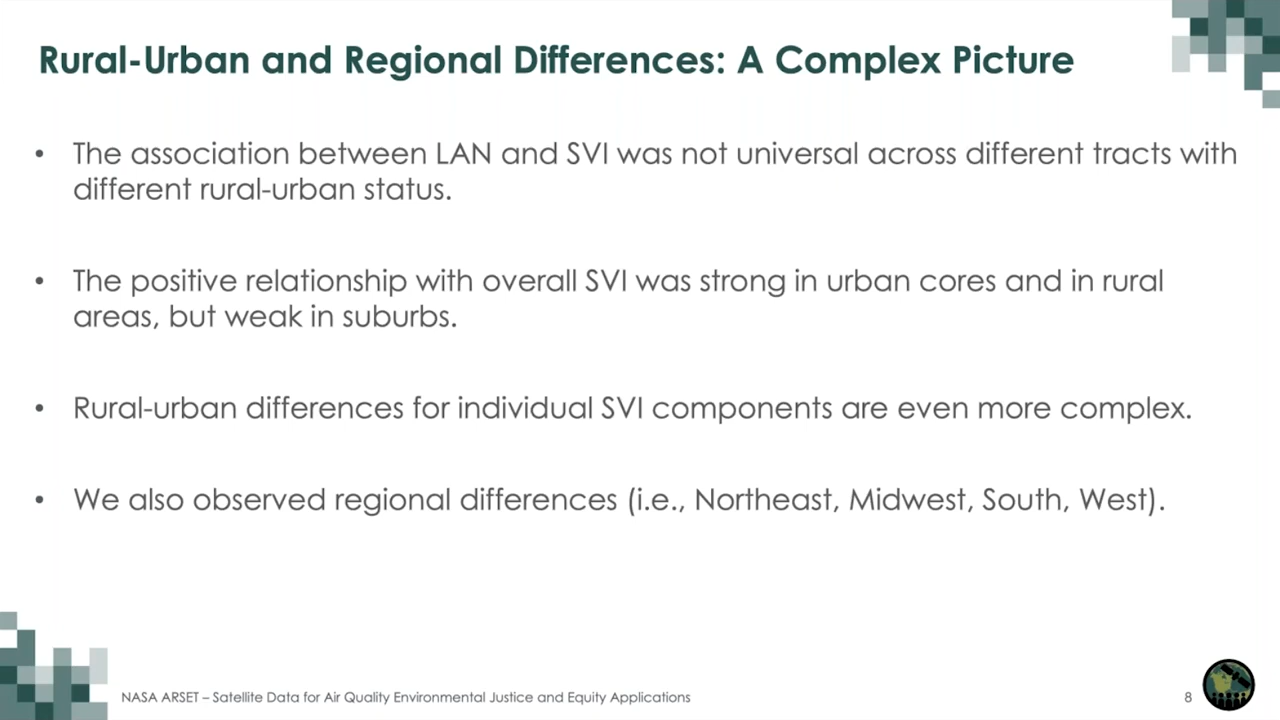 Rural-Urban and Regional Differences: A Complex Picture
• The association between LAN and SVI was not universal across different tracts with
different rural-urban status.
• The positive relationship with overall SVI was strong in urban cores and in rural
areas, but weak in suburbs.
• Rural-urban differences for individual SVI components are even more complex.
• We also observed regional differences (i.e., Northeast, Midwest, South, West).
NASA ARSET – Satellite Data for Air Quality Environmental Justice and Equity Applications
8